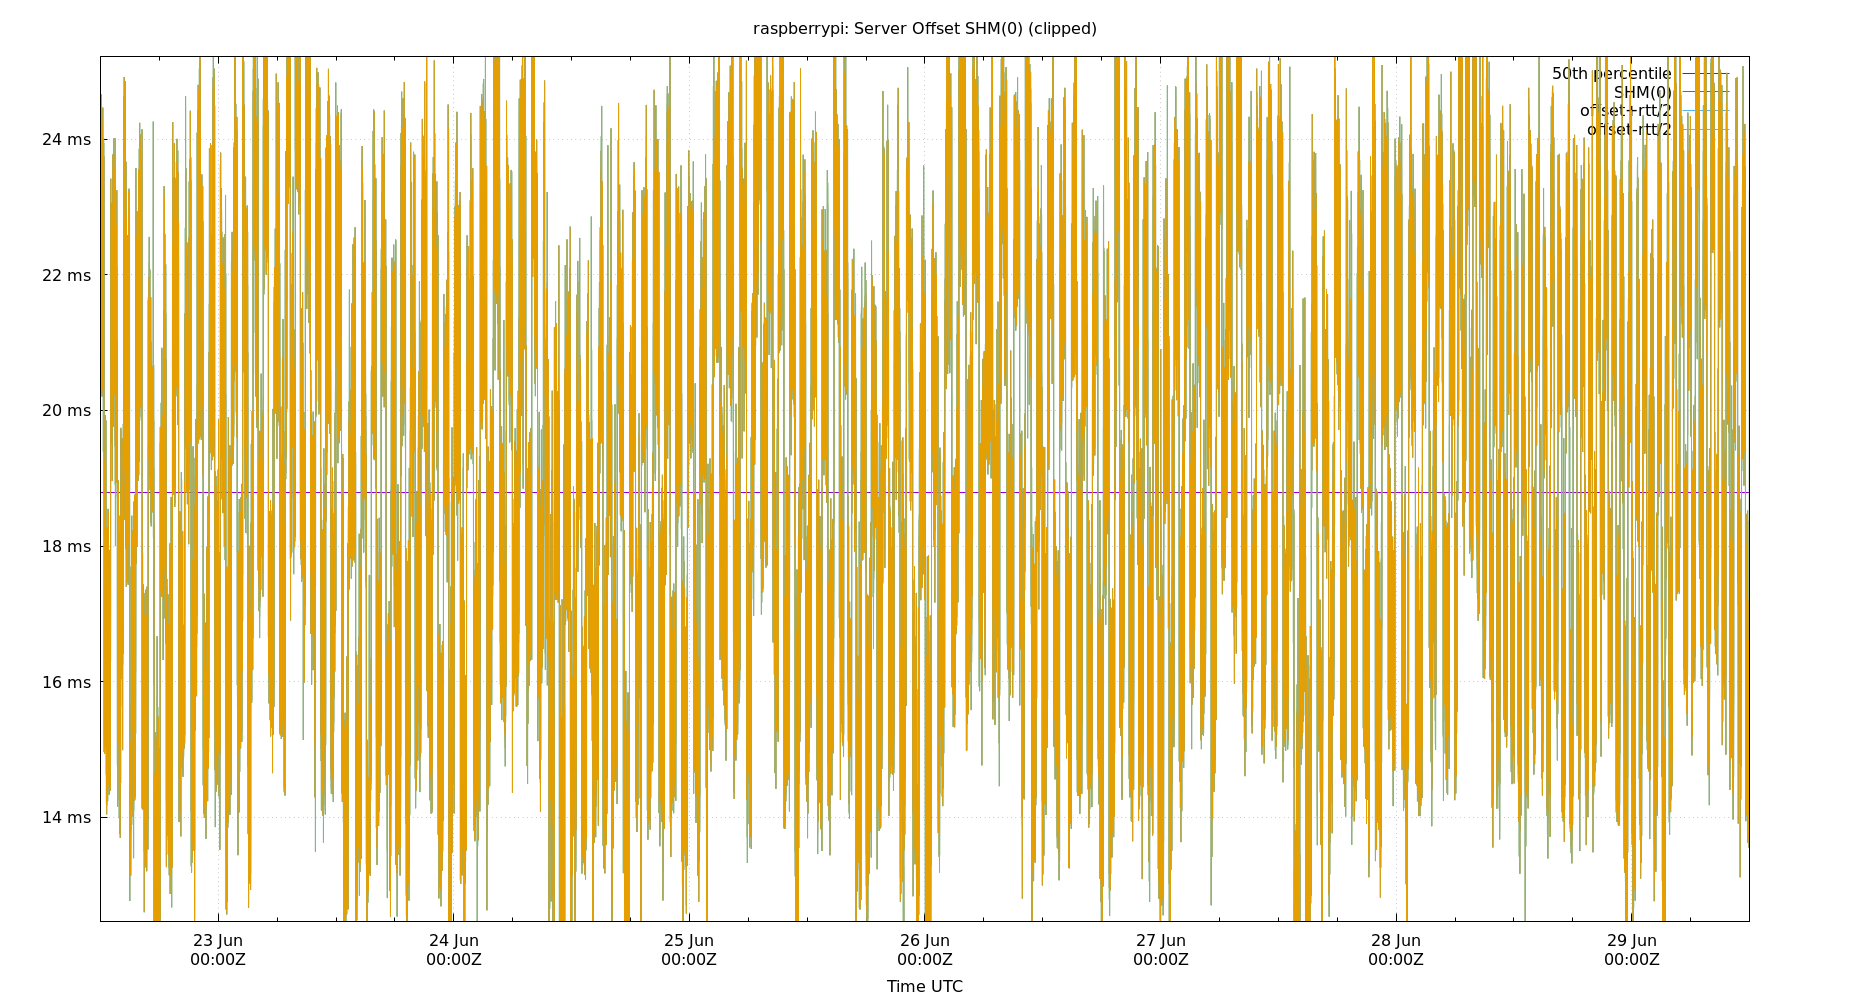 raspberrypi: Server Offset SHM(0) (clipped)
50th percentile
SHM(0)
offset+rtt/2
offset-rtt/2
24 ms
22 ms
20 ms
18 ms
16 ms
14 ms
23 Jun 24 Jun 25 Jun 26 Jun 27 Jun 28 Jun 29 Jun
00:00Z 00:00Z 00:00Z 00:00Z 00:00Z 00:00Z 00:00Z
Time UTC